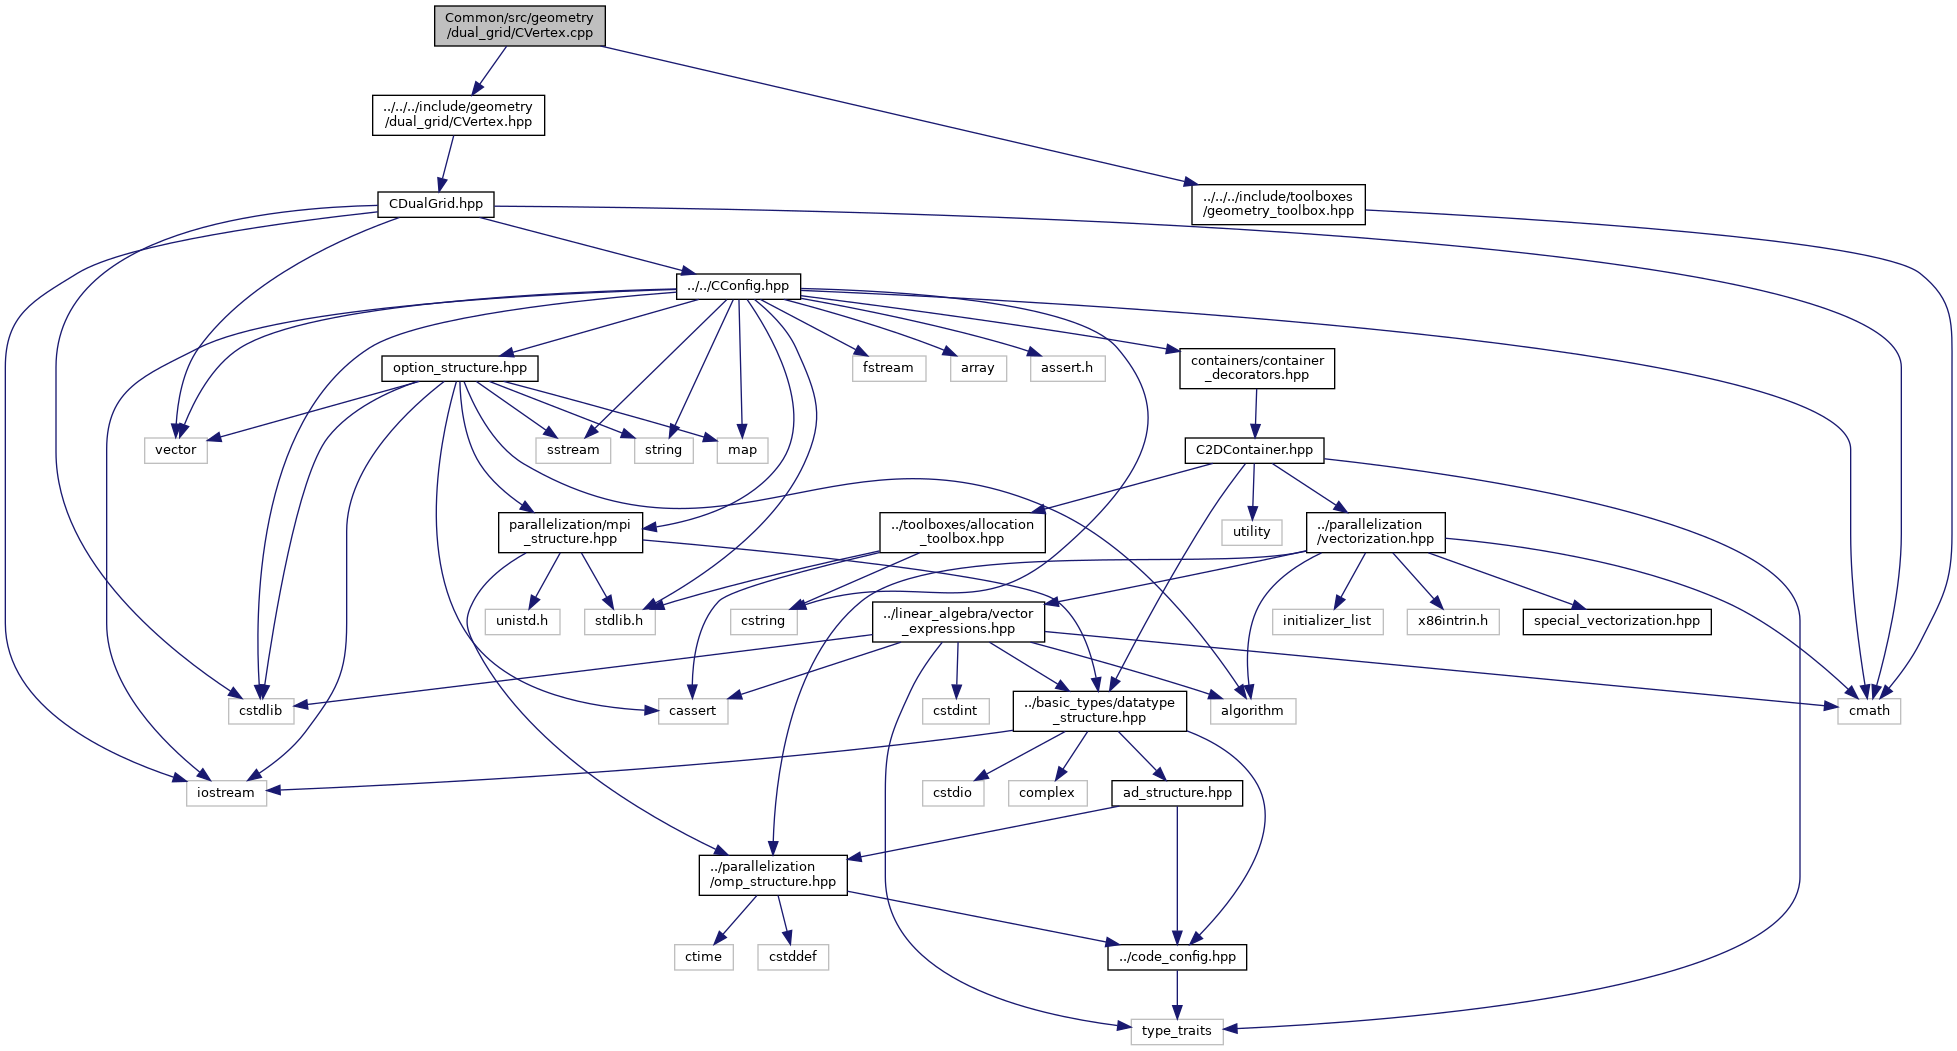 Common/src/geometry
/dual_grid/CVertex.cpp
../../../include/geometry
/dual_grid/CVertex.hpp
CDualGrid.hpp
../../../include/toolboxes
/geometry_toolbox.hpp
../../CConfig.hpp
option_structure.hpp
fstream
array
assert.h
containers/container
_decorators.hpp
vector
sstream
string
map
C2DContainer.hpp
parallelization/mpi
_structure.hpp
../toolboxes/allocation
_toolbox.hpp
utility
../parallelization
/vectorization.hpp
unistd.h
stdlib.h
cstring
../linear_algebra/vector
_expressions.hpp
initializer_list
x86intrin.h
special_vectorization.hpp
cstdlib
cassert
cstdint
../basic_types/datatype
_structure.hpp
algorithm
cmath
iostream
cstdio
complex
ad_structure.hpp
../parallelization
/omp_structure.hpp
ctime
cstddef
../code_config.hpp
type_traits